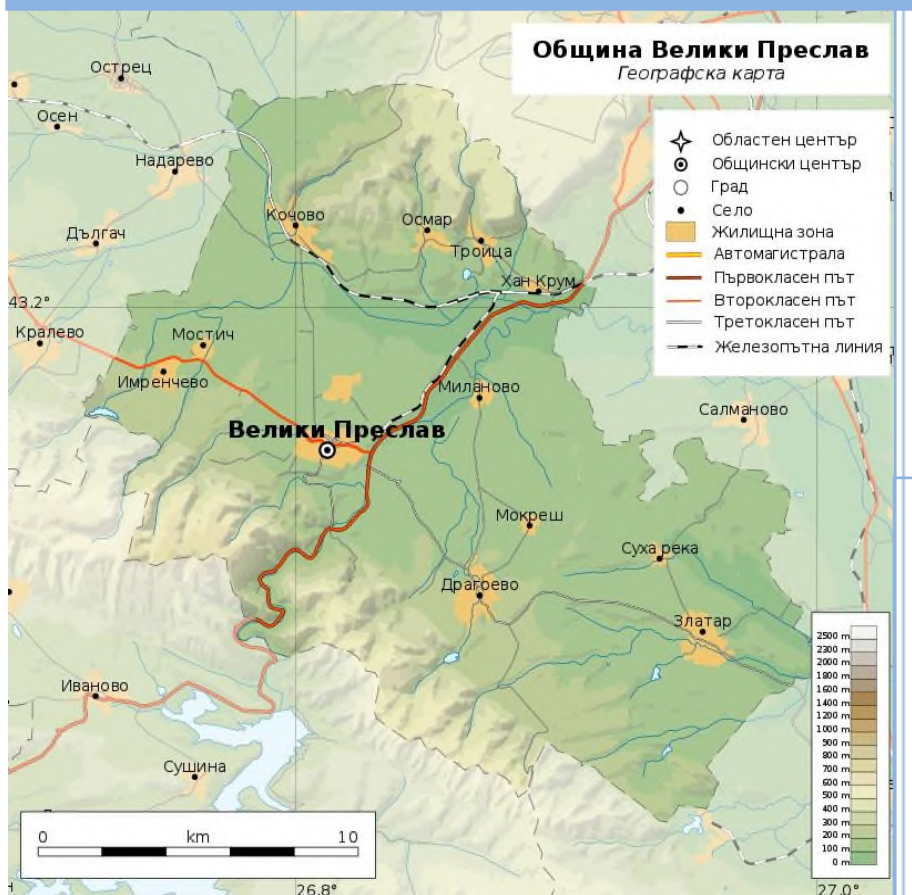 Община Велики Преслав
Географска карта
Областен център
Общински център
Град
Село
Жилищна зона
Автомагистрала
Първокласен път
Второкласен път
Третокласен път
Железопътна линия
Острец
Осен
Надарево
Дългач
Кочово
Осмар
Троица
Хан Крум
43.2°
Кралево
Мостич
Имренчево
Миланово
Салманово
Велики Преслав
Мокреш
Суха река
Драгоево
Златар
Иваново
Сушина
2500 m
2300 m
2000 m
1800 m
1600 m
1400 m
1200 m
1000 m
900 m
800 m
700 m
600 m
500 m
400 m
300 m
200 m
100 m
0 m
0 km 10
26.8°
27.0°